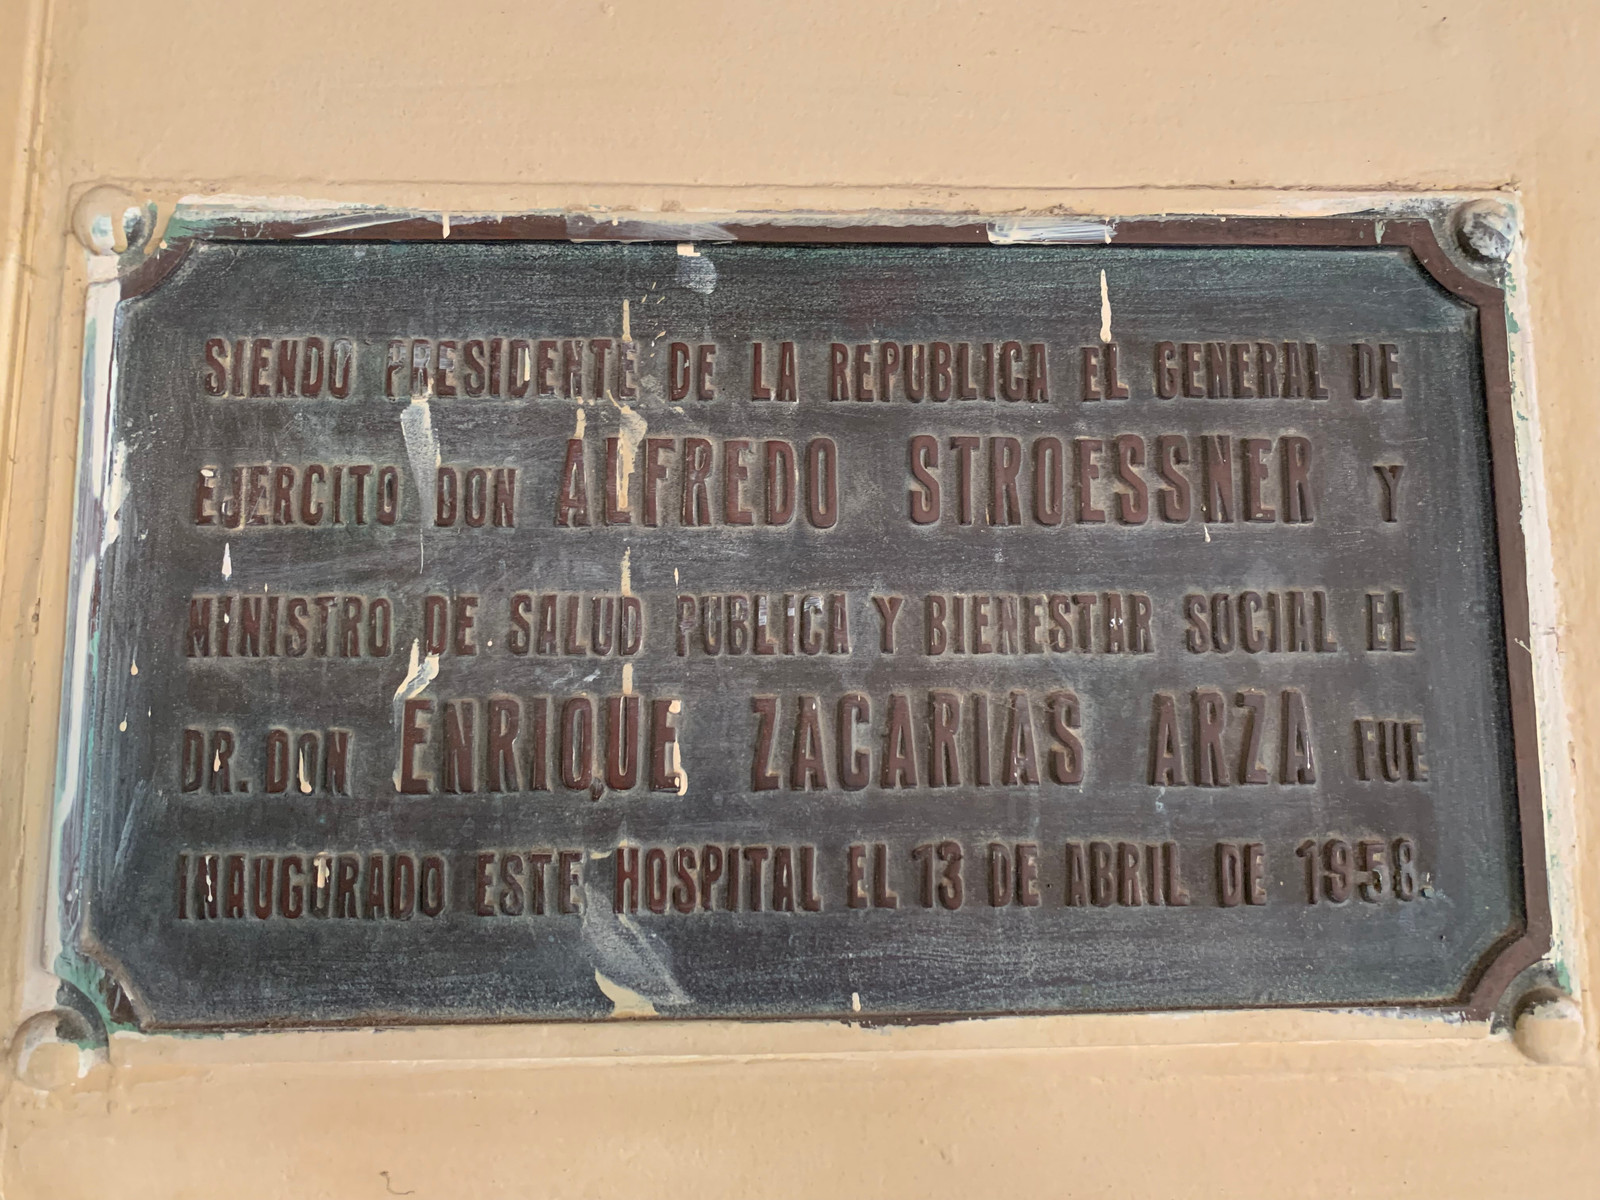 SIENDO PRESIDENTE DE LA REPUBLICA EL GENERAL DE
EJERCITO DON ALFREDO STROESSNER Y
MINISTRO DE SALUD PUBLICA Y BIENESTAR SOCIAL EL
DR. DON ENRIQUE ZACARIAS ARZA FUE
INAUGURADO ESTE HOSPITAL EL 13 DE ABRIL DE 1958.